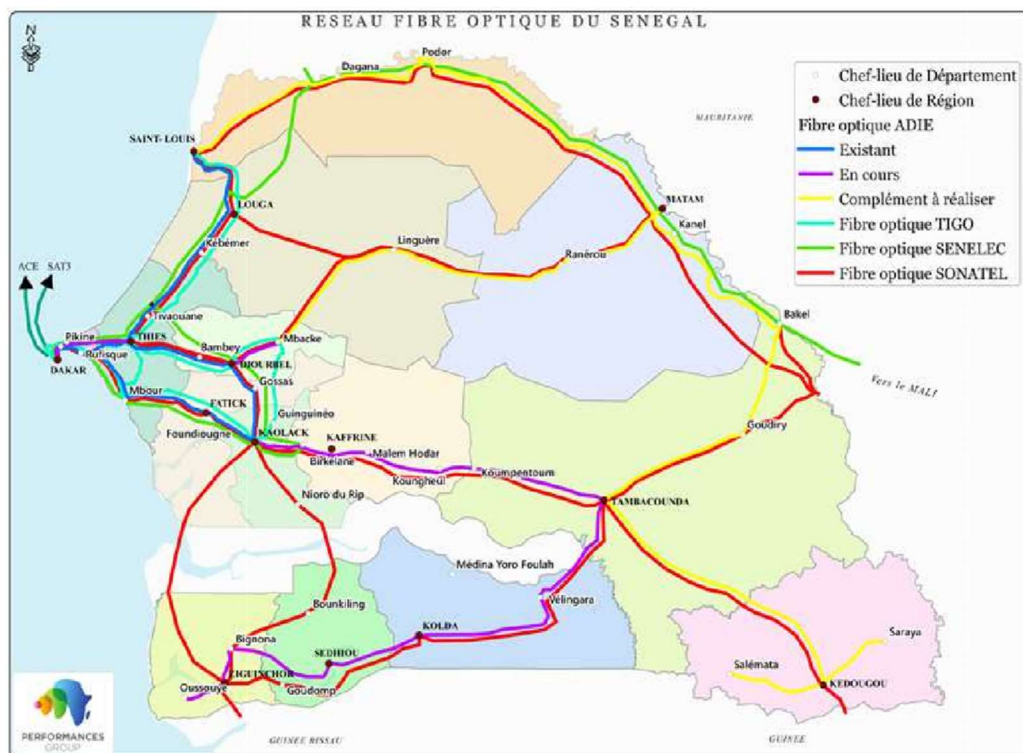 RESEAU FIBRE OPTIQUE DU SENEGAL
N
Podor
Dagana
Chef-lieu de Département
Chef-lieu de Région
MAURITANIE
Fibre optique ADIE
SAINT- LOUIS
Existant
En cours
MATAM
Complément à réaliser
LOUGA
Kanel
Fibre optique TIGO
Linguère
Kébémer
Ranérou
Fibre optique SENELEC
ACE SAT3
Fibre optique SONATEL
Tivaouane
Bakel
Pikine
THIES
Bambey
Mbacke
Rufisque
DAKAR
DJOURBEL
Vers le MALI
Gossas
Mbour
FATICK
Guinguinéo
Goudiry
Foundiougne
KAOLACK
KAFFRINE
Birkelane
Malem Hodar
Koungheul
Koumpentoum
Nioro du Rip
TAMBACOUNDA
Médina Yoro Foulah
Vélingara
Bounkiling
KOLDA
Bignona
SEDHIOU
Saraya
Salémata
ZIGUINCHOR
KEDOUGOU
Oussouye
Goudomp
PERFORMANCES
GROUP
GUINEE BISSAU
GUINEE